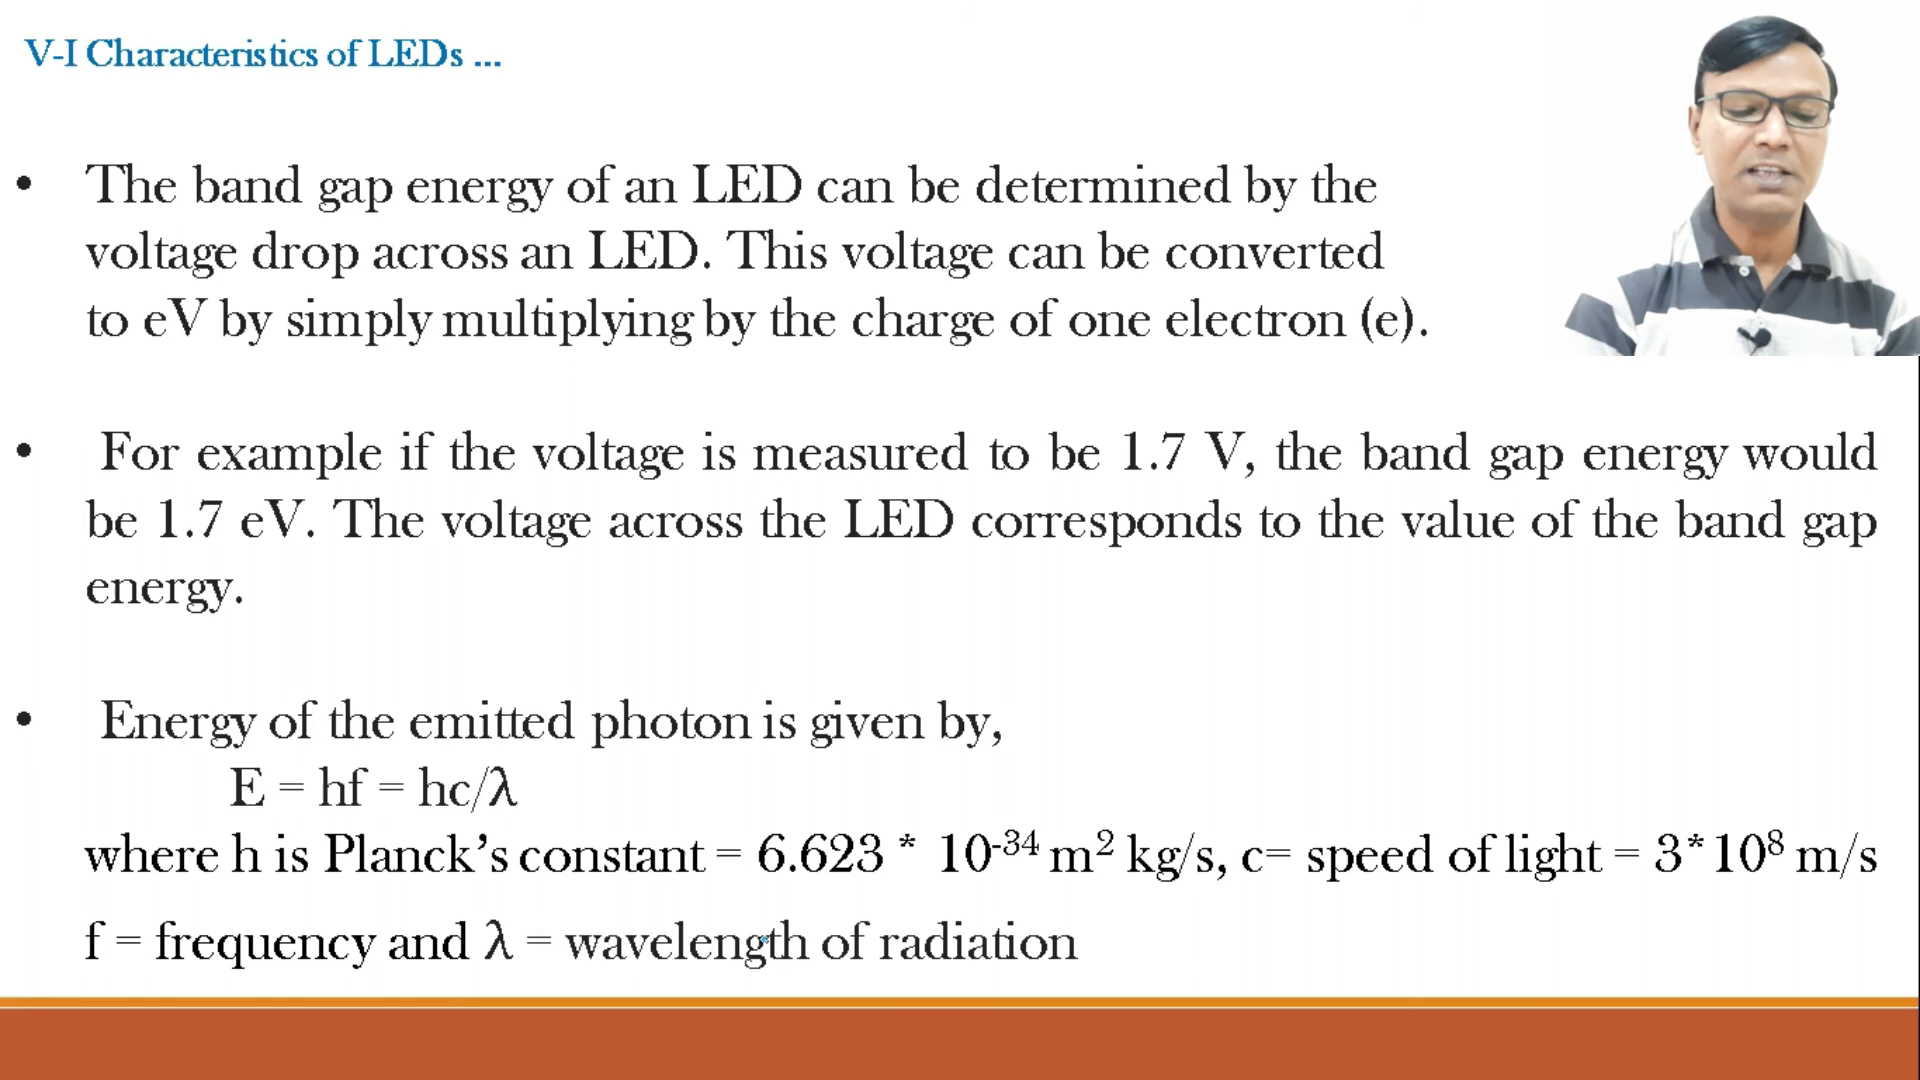 V-I Characteristics of LEDs ...
• The band gap energy of an LED can be determined by the
voltage drop across an LED. This voltage can be converted
to eV by simply multiplying by the charge of one electron (e).
• For example if the voltage is measured to be 1.7 V, the band gap energy would
be 1.7 eV. The voltage across the LED corresponds to the value of the band gap
energy.
• Energy of the emitted photon is given by,
E = hf = hc/λ
where h is Planck’s constant = 6.623 * 10⁻³⁴ m² kg/s, c= speed of light = 3*10⁸ m/s
f = frequency and λ = wavelength of radiation